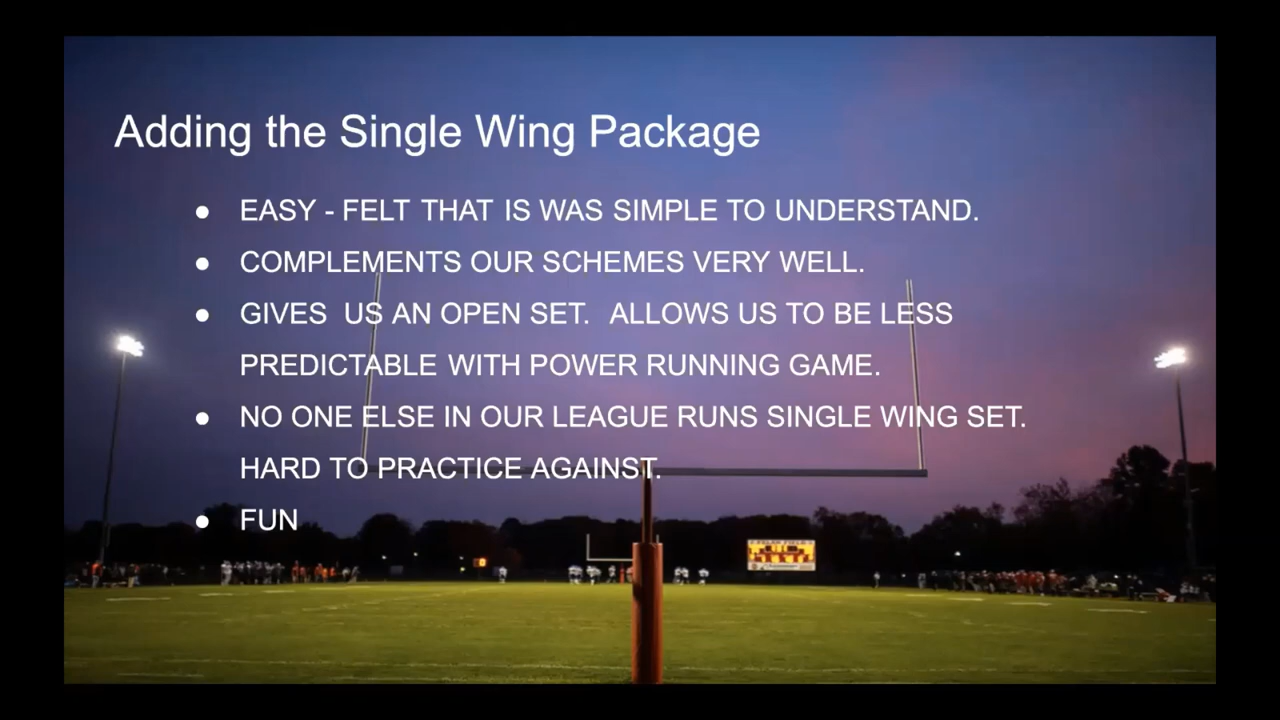 Adding the Single Wing Package
● EASY - FELT THAT IS WAS SIMPLE TO UNDERSTAND.
● COMPLEMENTS OUR SCHEMES VERY WELL.
● GIVES  US AN OPEN SET.  ALLOWS US TO BE LESS
PREDICTABLE WITH POWER RUNNING GAME.
● NO ONE ELSE IN OUR LEAGUE RUNS SINGLE WING SET.
HARD TO PRACTICE AGAINST.
● FUN